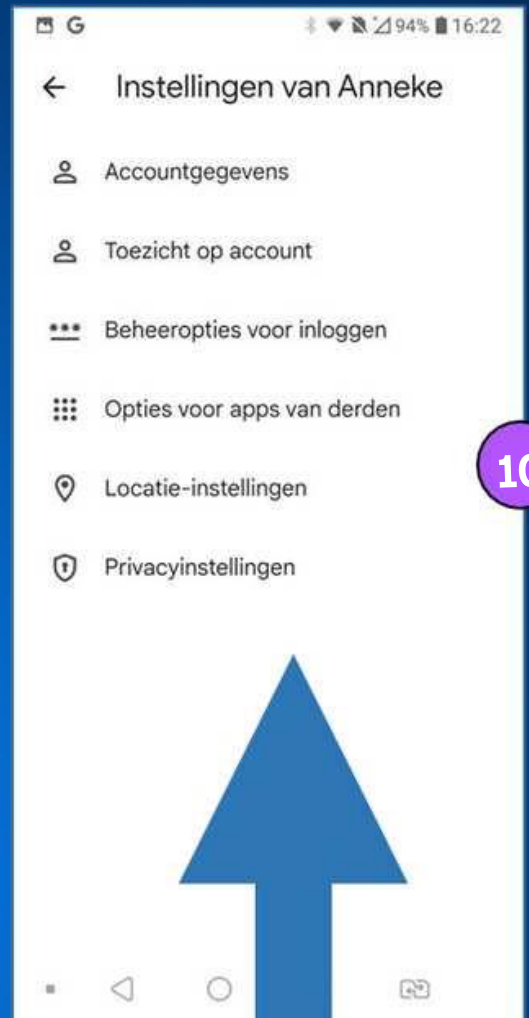 G 94% 16:22
Instellingen van Anneke
Accountgegevens
Toezicht op account
Beheeropties voor inloggen
Opties voor apps van derden
10
Locatie-instellingen
Privacyinstellingen